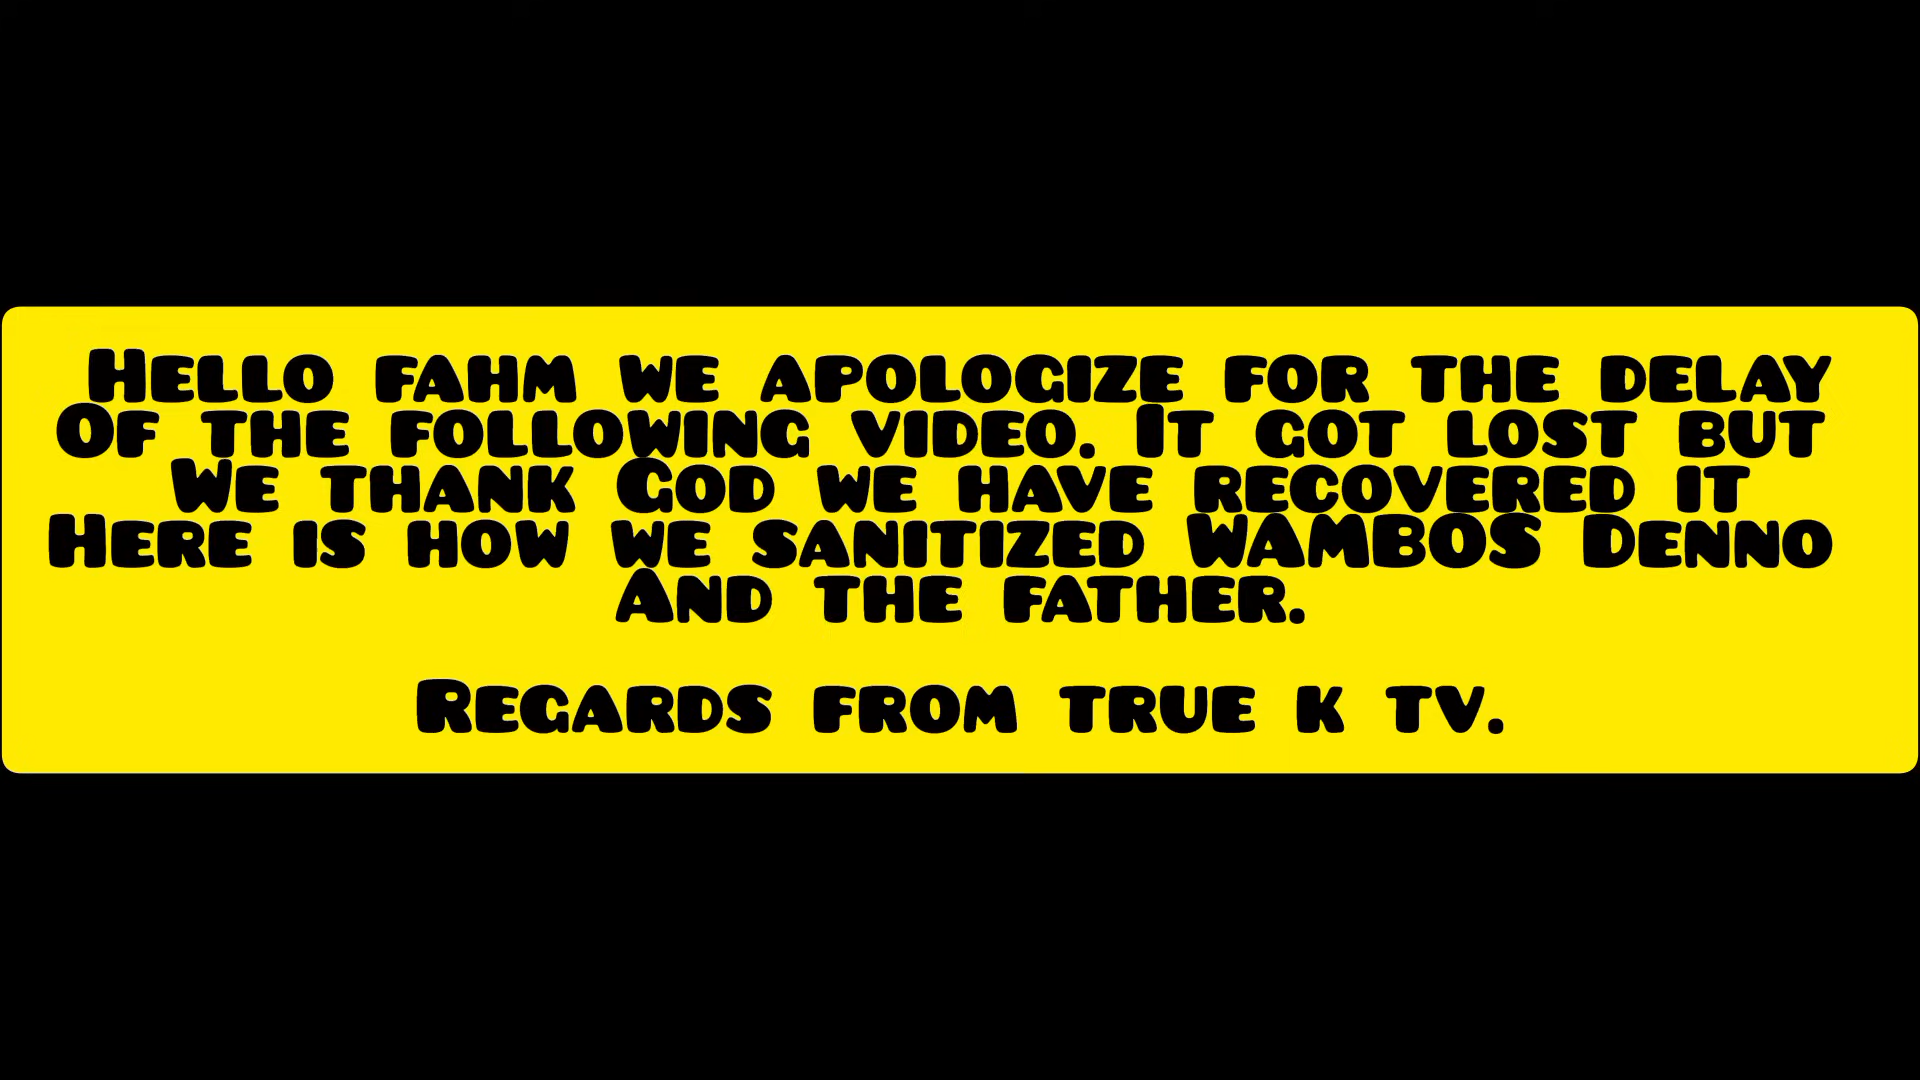 Hello fahm we apologize for the delay
Of the following video. It got lost but
We thank God we have recovered it
Here is how we sanitized WAMBOS Denno
And the father.
Regards from true k tv.